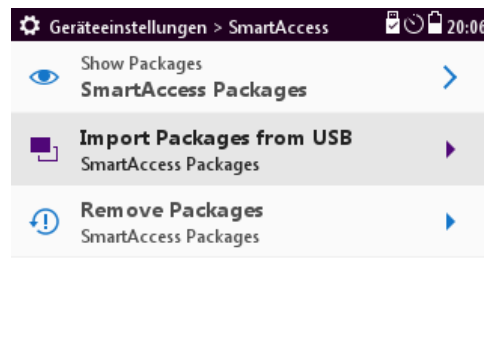 Geräteeinstellungen > SmartAccess 20:06
Show Packages
SmartAccess Packages
Import Packages from USB
SmartAccess Packages
Remove Packages
SmartAccess Packages